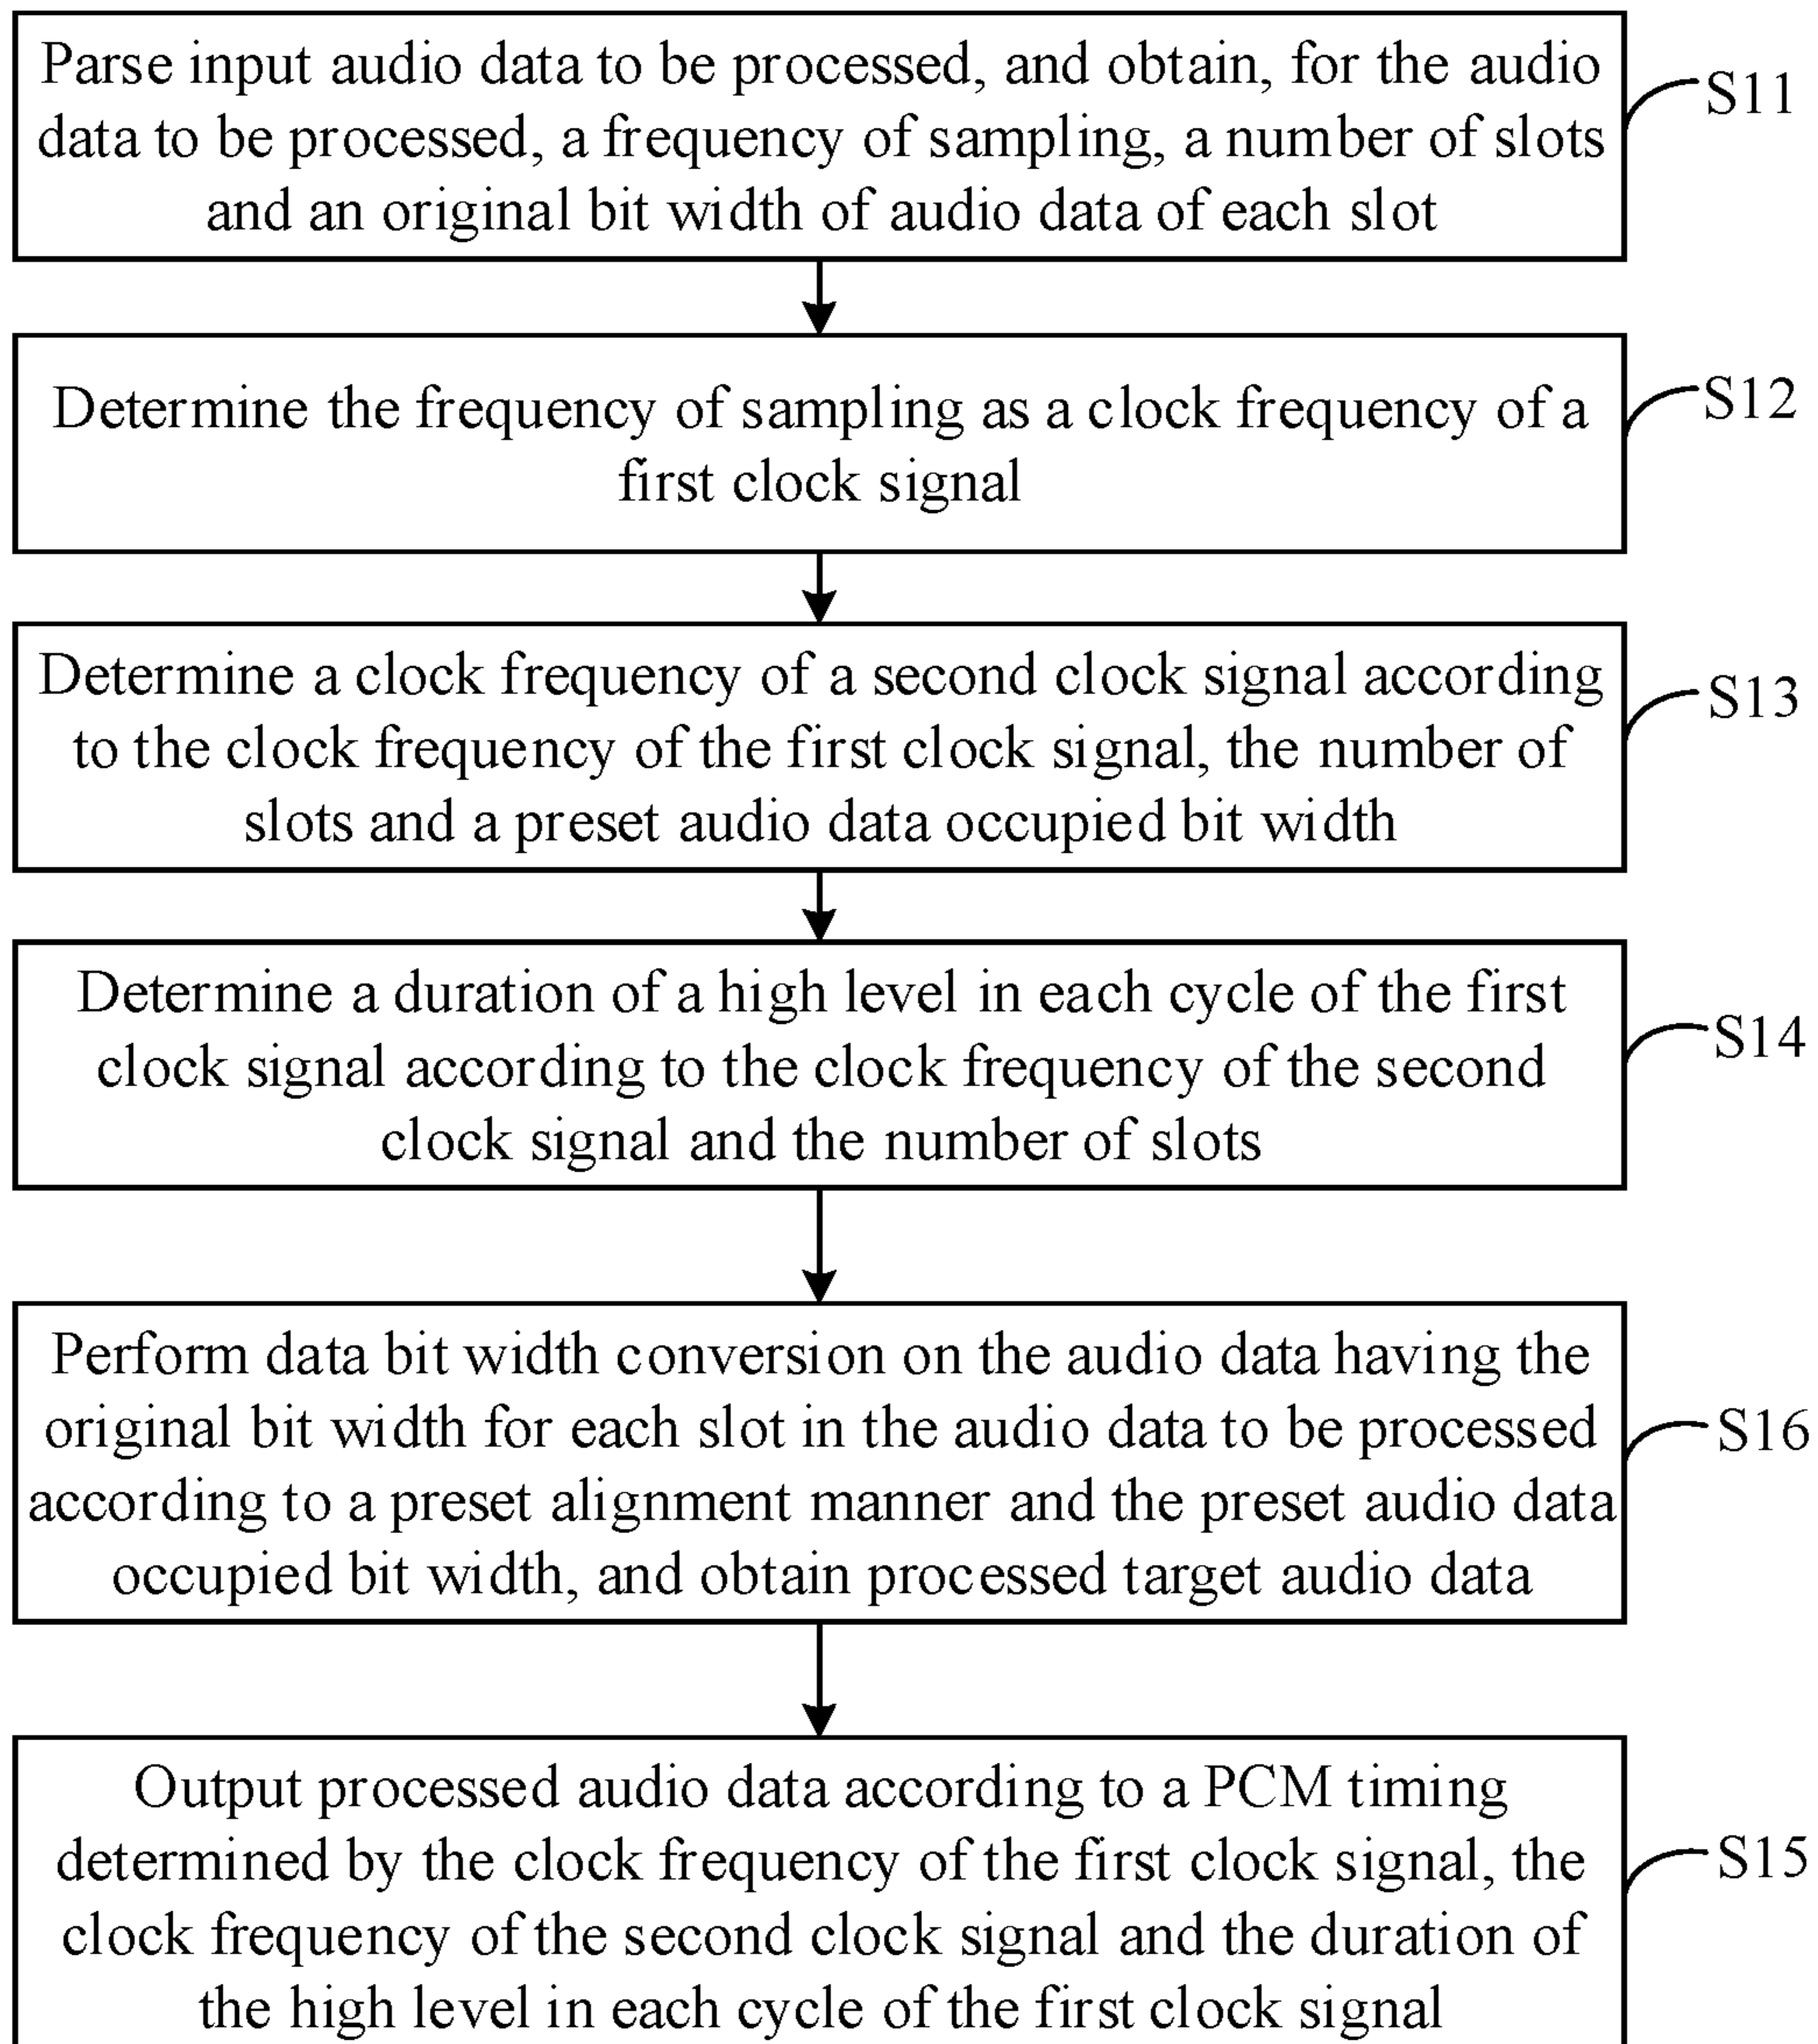 Parse input audio data to be processed, and obtain, for the audio
data to be processed, a frequency of sampling, a number of slots
and an original bit width of audio data of each slot
S11
Determine the frequency of sampling as a clock frequency of a
first clock signal
S12
Determine a clock frequency of a second clock signal according
to the clock frequency of the first clock signal, the number of
slots and a preset audio data occupied bit width
S13
Determine a duration of a high level in each cycle of the first
clock signal according to the clock frequency of the second
clock signal and the number of slots
S14
Perform data bit width conversion on the audio data having the
original bit width for each slot in the audio data to be processed
according to a preset alignment manner and the preset audio data
occupied bit width, and obtain processed target audio data
S16
Output processed audio data according to a PCM timing
determined by the clock frequency of the first clock signal, the
clock frequency of the second clock signal and the duration of
the high level in each cycle of the first clock signal
S15